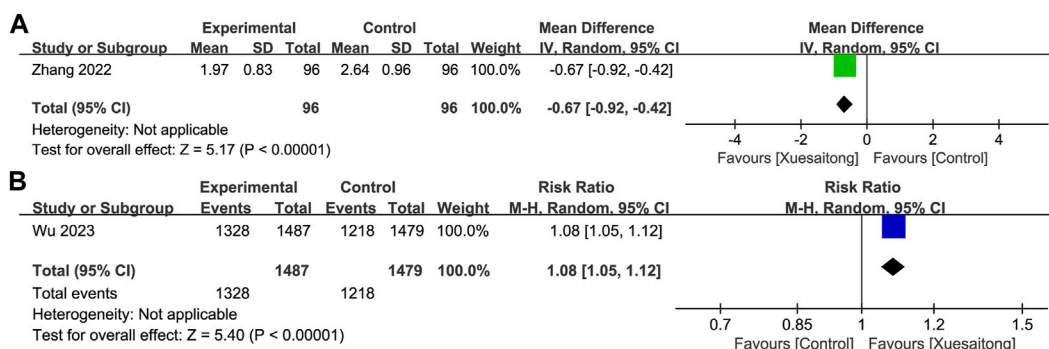 A
Experimental Control Mean Difference Mean Difference
Study or Subgroup Mean SD Total Mean SD Total Weight IV, Random, 95% CI IV, Random, 95% CI
Zhang 2022 1.97 0.83 96 2.64 0.96 96 100.0% -0.67 [-0.92, -0.42]
Total (95% CI) 96 96 100.0% -0.67 [-0.92, -0.42]
Heterogeneity: Not applicable
Test for overall effect: Z = 5.17 (P < 0.00001)
-4 -2 0 2 4
Favours [Xuesaitong] Favours [Control]
B
Experimental Control Risk Ratio Risk Ratio
Study or Subgroup Events Total Events Total Weight M-H, Random, 95% CI M-H, Random, 95% CI
Wu 2023 1328 1487 1218 1479 100.0% 1.08 [1.05, 1.12]
Total (95% CI) 1487 1479 100.0% 1.08 [1.05, 1.12]
Total events 1328 1218
Heterogeneity: Not applicable
Test for overall effect: Z = 5.40 (P < 0.00001)
0.7 0.85 1 1.2 1.5
Favours [Control] Favours [Xuesaitong]